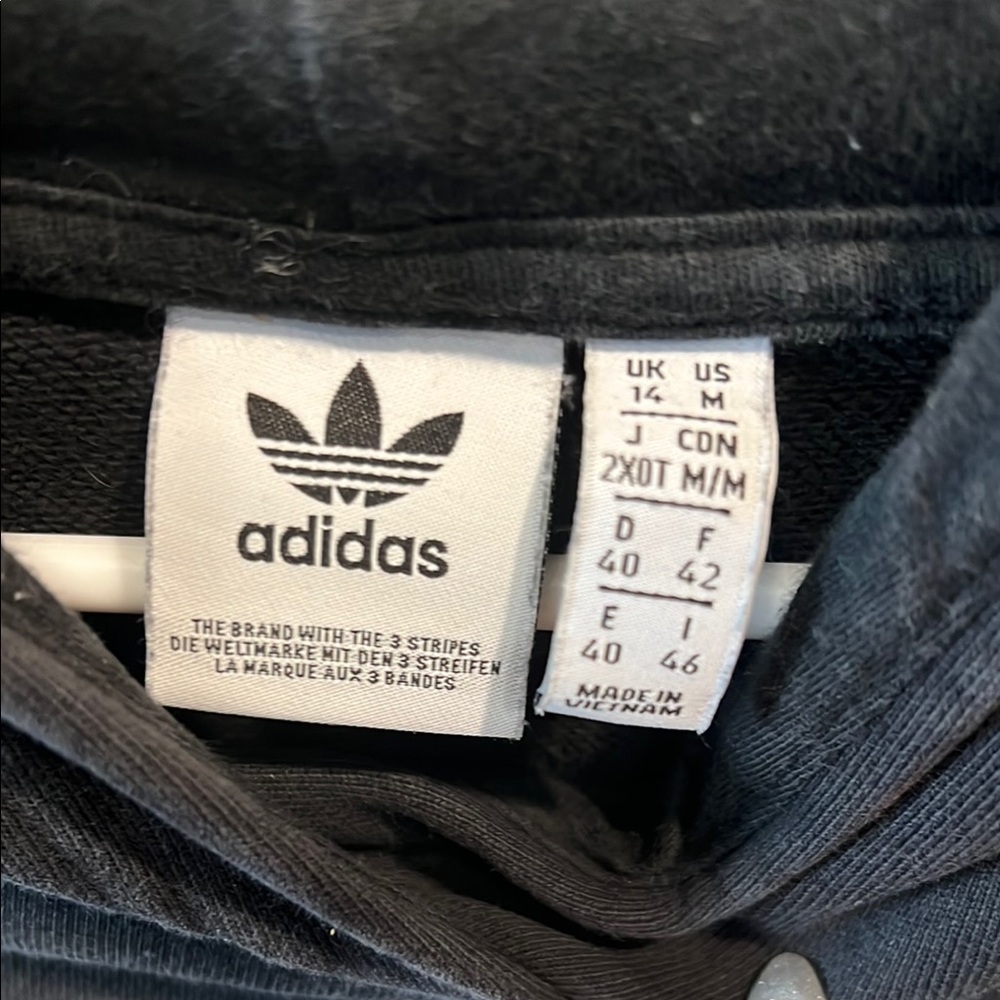 adidas
THE BRAND WITH THE 3 STRIPES
DIE WELTMARKE MIT DEN 3 STREIFEN
LA MARQUE AUX 3 BANDES
UK US
14 M
J CDN
2XOT M/M
D F
40 42
E I
40 46
MADE IN
VIETNAM